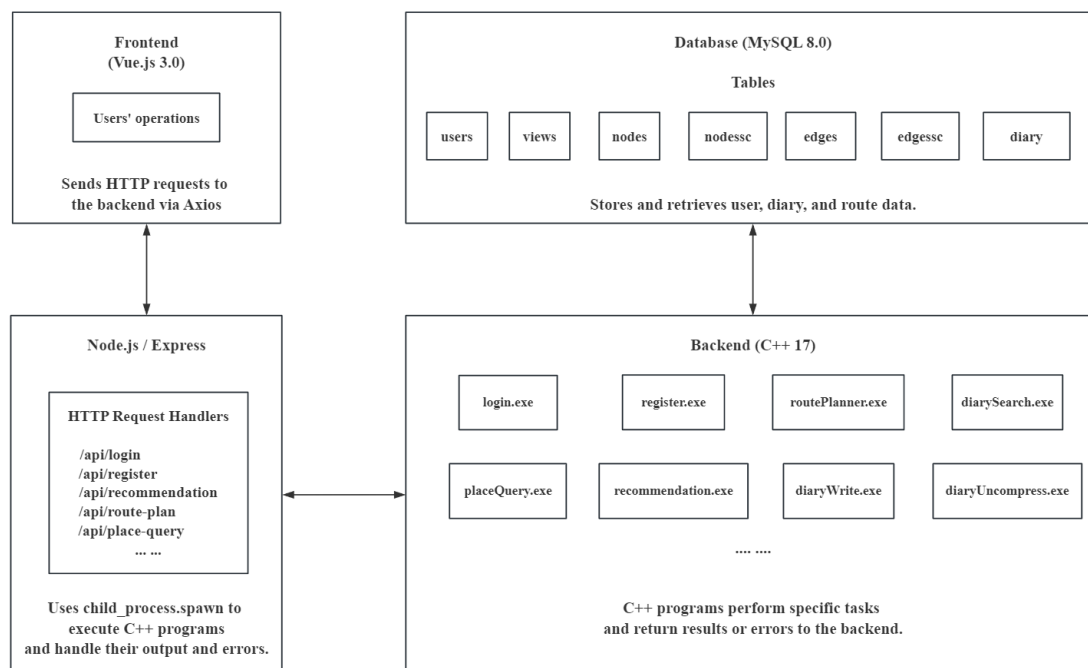 Frontend
(Vue.js 3.0)
Users' operations
Sends HTTP requests to
the backend via Axios
Database (MySQL 8.0)
Tables
users
views
nodes
nodessc
edges
edgessc
diary
Stores and retrieves user, diary, and route data.
Node.js / Express
HTTP Request Handlers
/api/login
/api/register
/api/recommendation
/api/route-plan
/api/place-query
... ...
Uses child_process.spawn to
execute C++ programs
and handle their output and errors.
Backend (C++ 17)
login.exe
register.exe
routePlanner.exe
diarySearch.exe
placeQuery.exe
recommendation.exe
diaryWrite.exe
diaryUncompress.exe
.... ....
C++ programs perform specific tasks
and return results or errors to the backend.